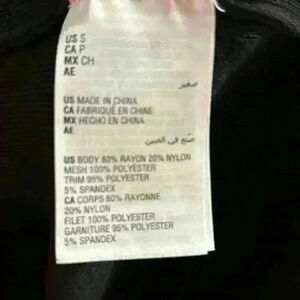 US S
CA P
MX CH
AE
صغير
US MADE IN CHINA
CA FABRIQUÉ EN CHINE
MX HECHO EN CHINA
AE
صنع في الصين
US BODY 80% RAYON 20% NYLON
MESH 100% POLYESTER
TRIM 95% POLYESTER
5% SPANDEX
CA CORPS 80% RAYONNE
20% NYLON
FILET 100% POLYESTER
GARNITURE 95% POLYESTER
5% SPANDEX